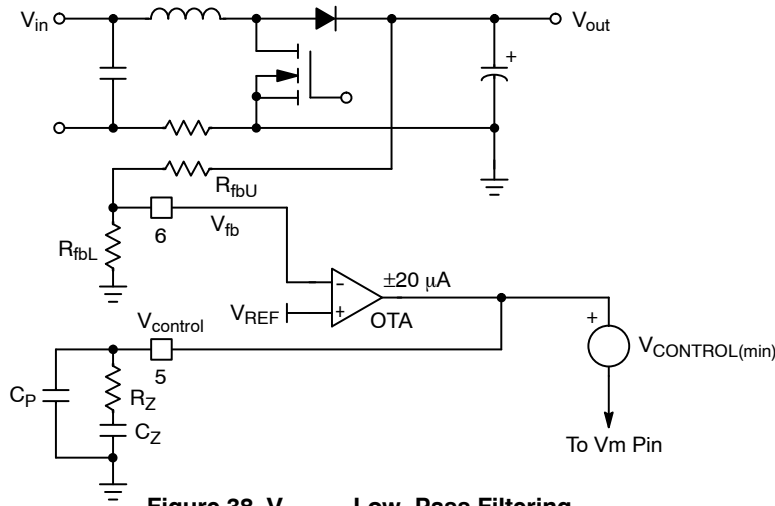 Vin
Vout
+
RfbU
Vfb
6
RfbL
±20 μA
-
VREF
+
OTA
Vcontrol
5
+
VCONTROL(min)
CP
RZ
CZ
To Vm Pin
Figure 38. V Low-Pass Filtering